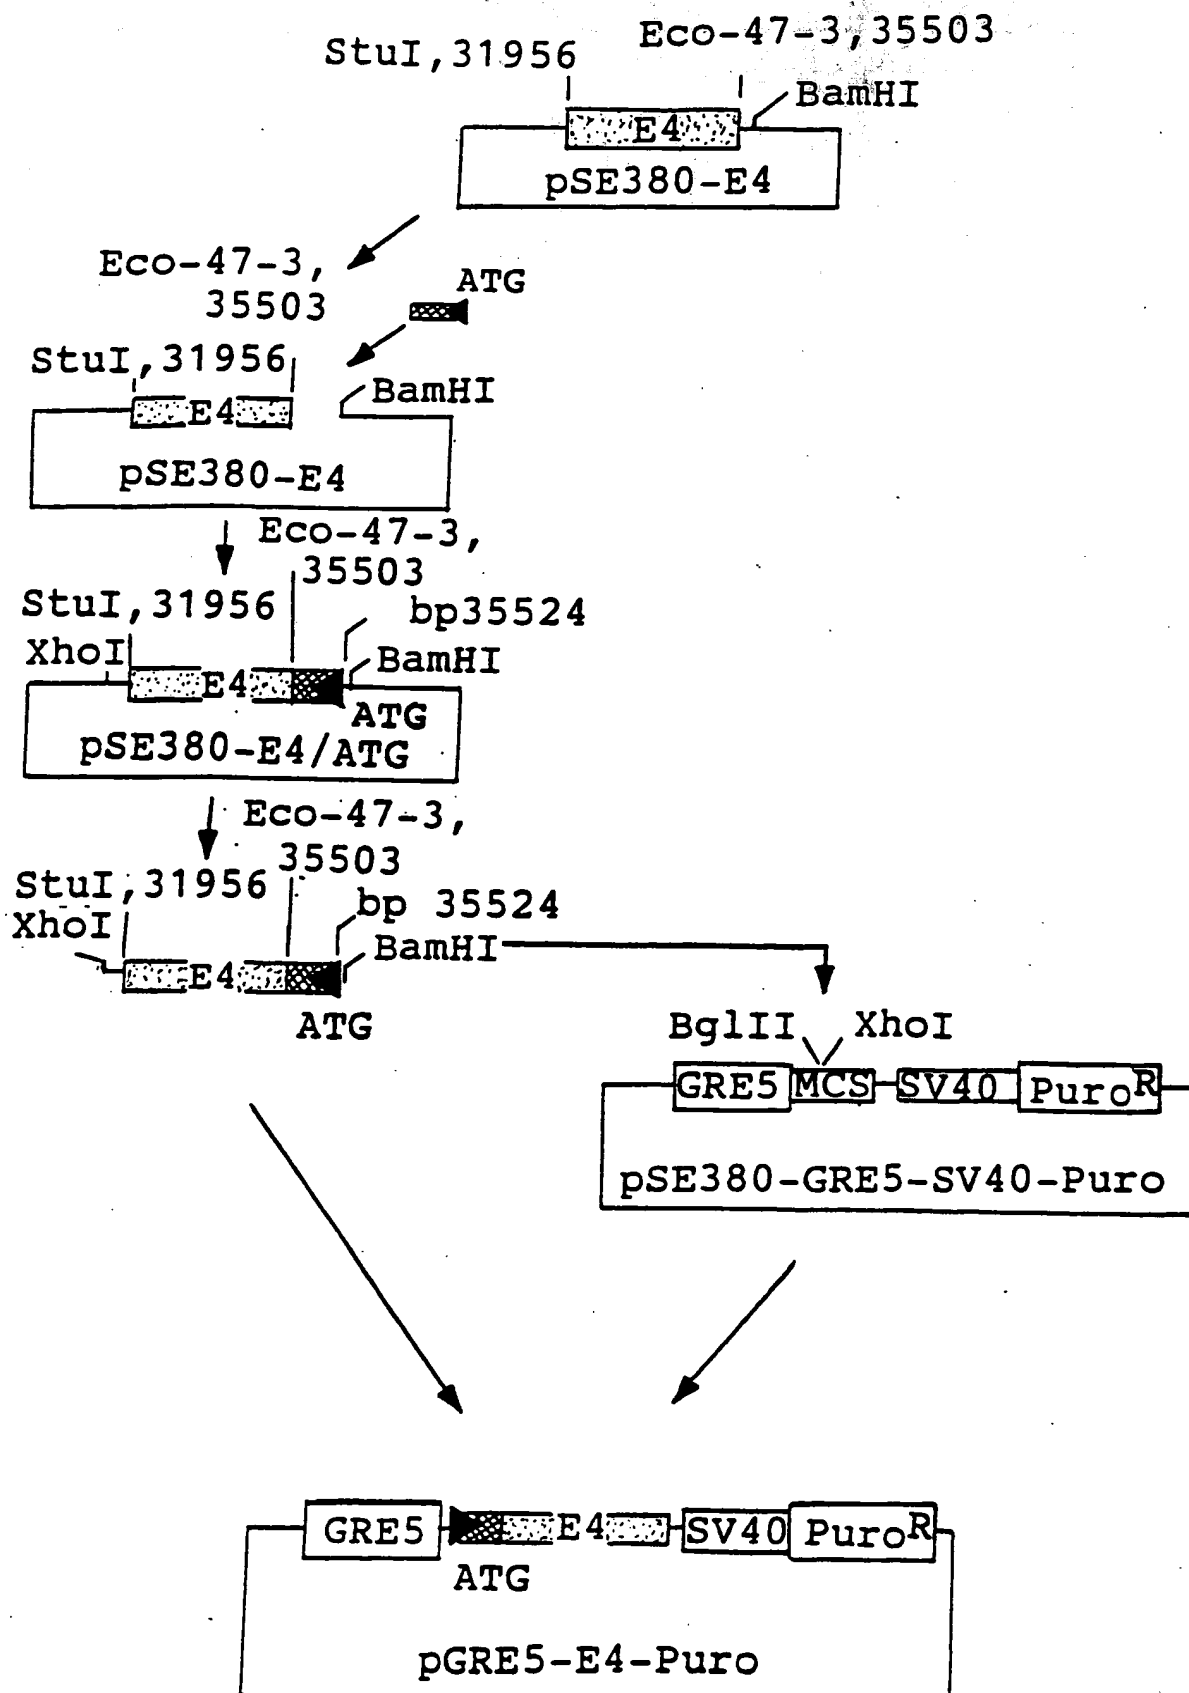 StuI,31956
Eco-47-3,35503
BamHI
E4
pSE380-E4
Eco-47-3,
35503
ATG
StuI,31956
BamHI
E4
pSE380-E4
Eco-47-3,
35503
StuI,31956
bp35524
XhoI
BamHI
E4
ATG
pSE380-E4/ATG
Eco-47-3,
35503
StuI,31956
bp 35524
XhoI
BamHI
E4
ATG
BglII XhoI
GRE5 MCS SV40 PuroR
pSE380-GRE5-SV40-Puro
GRE5 E4 SV40 PuroR
ATG
pGRE5-E4-Puro